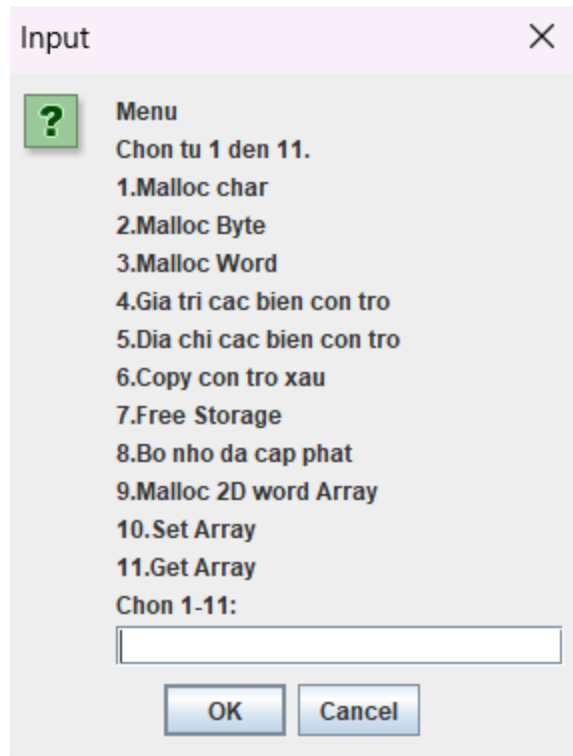 Input
?
Menu
Chon tu 1 den 11.
1.Malloc char
2.Malloc Byte
3.Malloc Word
4.Gia tri cac bien con tro
5.Dia chi cac bien con tro
6.Copy con tro xau
7.Free Storage
8.Bo nho da cap phat
9.Malloc 2D word Array
10.Set Array
11.Get Array
Chon 1-11:
OK Cancel